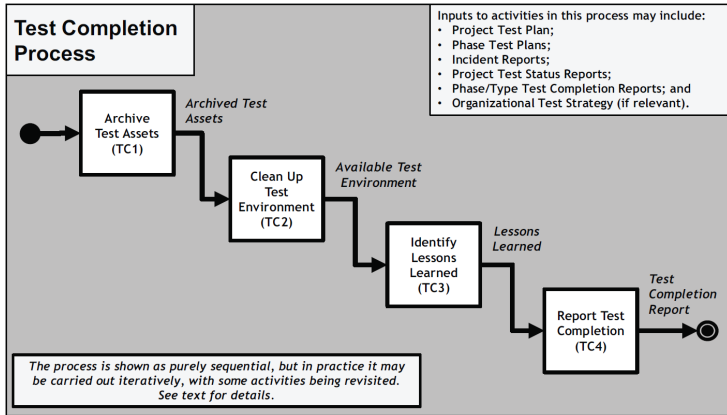 Test Completion
Process
Inputs to activities in this process may include:
• Project Test Plan;
• Phase Test Plans;
• Incident Reports;
• Project Test Status Reports;
• Phase/Type Test Completion Reports; and
• Organizational Test Strategy (if relevant).
Archive
Test Assets
(TC1)
Archived Test
Assets
Clean Up
Test
Environment
(TC2)
Available Test
Environment
Identify
Lessons
Learned
(TC3)
Lessons
Learned
Report Test
Completion
(TC4)
Test
Completion
Report
The process is shown as purely sequential, but in practice it may
be carried out iteratively, with some activities being revisited.
See text for details.